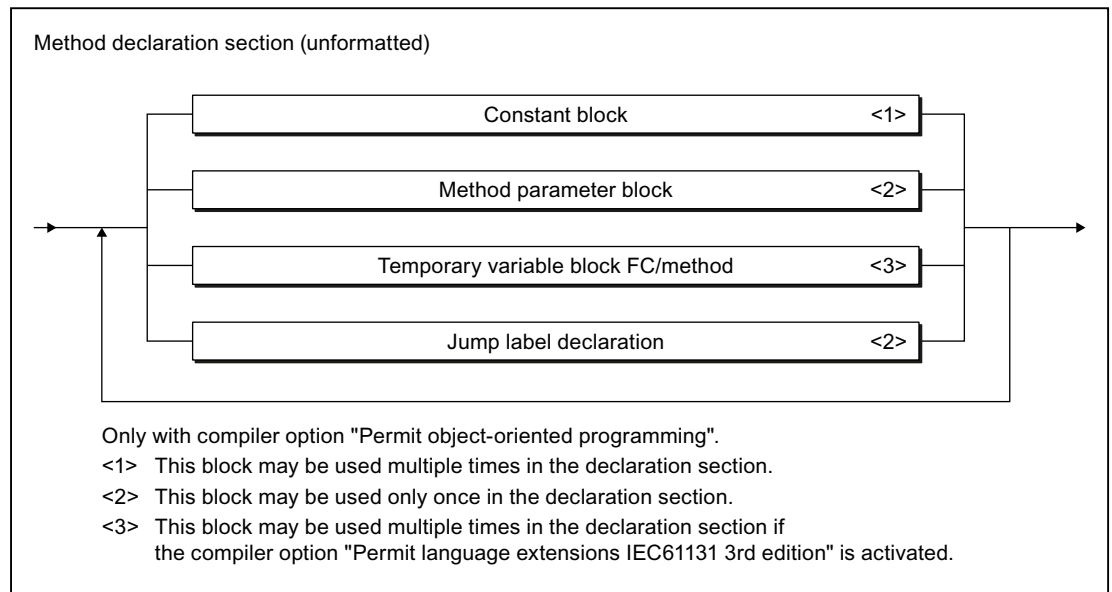 Method declaration section (unformatted)
Constant block <1>
Method parameter block <2>
Temporary variable block FC/method <3>
Jump label declaration <2>
Only with compiler option "Permit object-oriented programming".
<1> This block may be used multiple times in the declaration section.
<2> This block may be used only once in the declaration section.
<3> This block may be used multiple times in the declaration section if
the compiler option "Permit language extensions IEC61131 3rd edition" is activated.